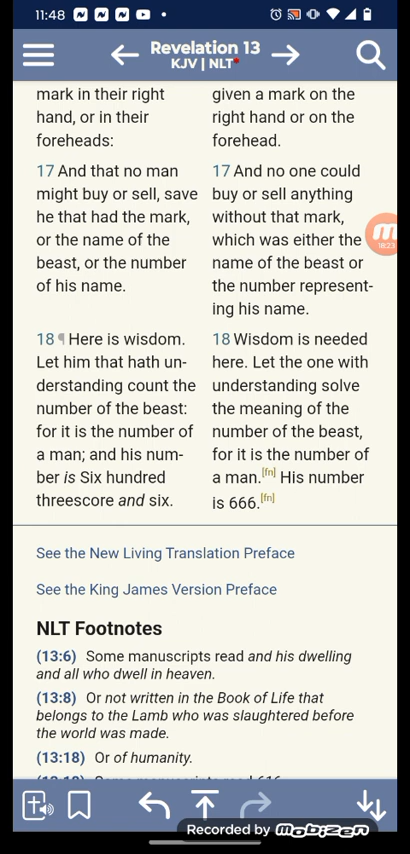 11:48
Revelation 13
KJV | NLT
mark in their right
hand, or in their
foreheads:
17 And that no man
might buy or sell, save
he that had the mark,
or the name of the
beast, or the number
of his name.
18 ¶ Here is wisdom.
Let him that hath un-
derstanding count the
number of the beast:
for it is the number of
a man; and his num-
ber is Six hundred
threescore and six.
given a mark on the
right hand or on the
forehead.
17 And no one could
buy or sell anything
without that mark,
which was either the
name of the beast or
the number represent-
ing his name.
18 Wisdom is needed
here. Let the one with
understanding solve
the meaning of the
number of the beast,
for it is the number of
a man.[fn] His number
is 666.[fn]
18:23
See the New Living Translation Preface
See the King James Version Preface
NLT Footnotes
(13:6) Some manuscripts read and his dwelling
and all who dwell in heaven.
(13:8) Or not written in the Book of Life that
belongs to the Lamb who was slaughtered before
the world was made.
(13:18) Or of humanity.
(13:18) Some manuscripts read 616.
Recorded by mobizen